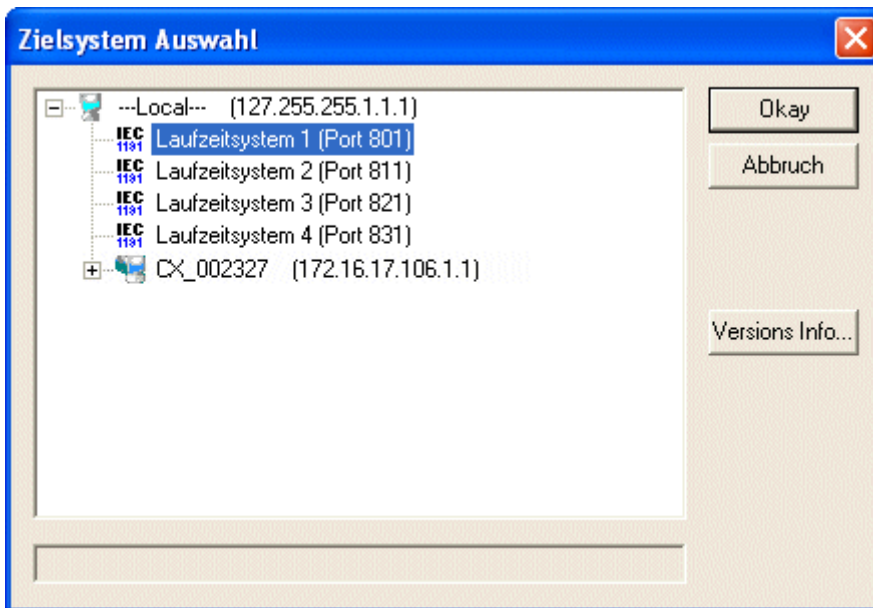 Zielsystem Auswahl
---Local--- (127.255.255.1.1.1)
IEC 1131 Laufzeitsystem 1 (Port 801)
IEC 1131 Laufzeitsystem 2 (Port 811)
IEC 1131 Laufzeitsystem 3 (Port 821)
IEC 1131 Laufzeitsystem 4 (Port 831)
CX_002327 (172.16.17.106.1.1)
Okay
Abbruch
Versions Info...